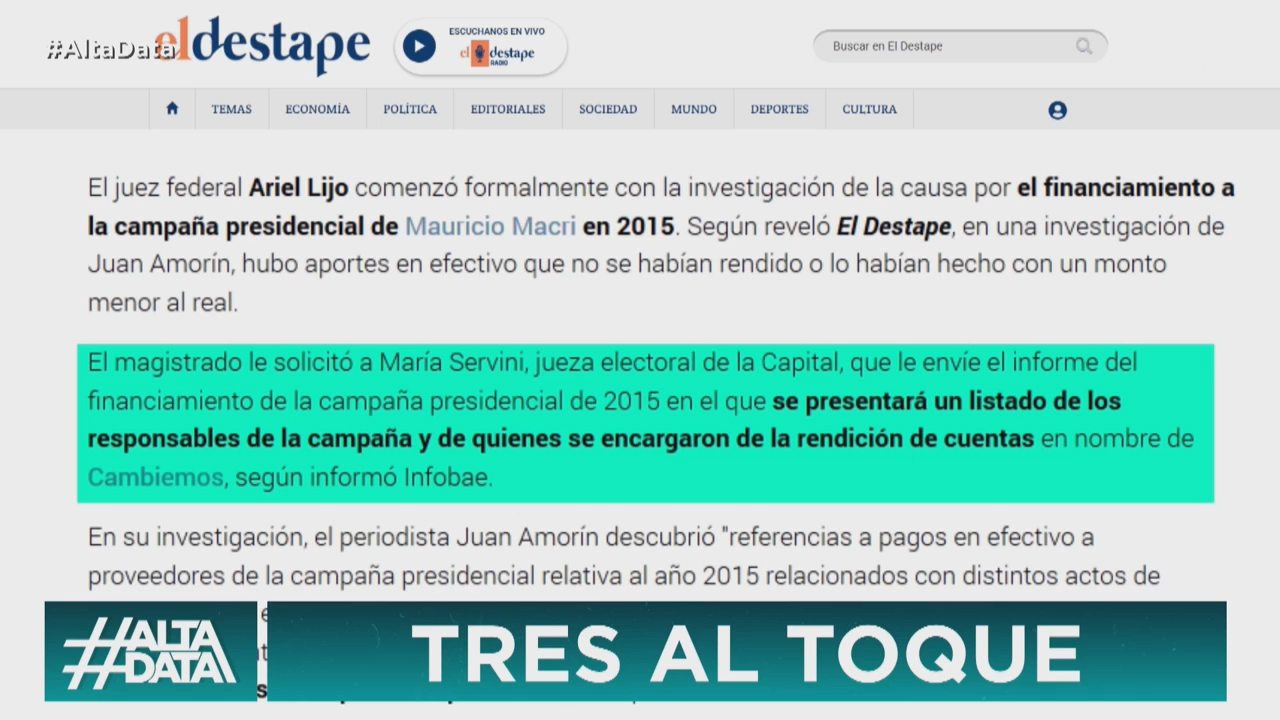 #AltaData
el destape
ESCUCHANOS EN VIVO
el destape
RADIO
Buscar en El Destape
TEMAS
ECONOMÍA
POLÍTICA
EDITORIALES
SOCIEDAD
MUNDO
DEPORTES
CULTURA
El juez federal Ariel Lijo comenzó formalmente con la investigación de la causa por el financiamiento a
la campaña presidencial de Mauricio Macri en 2015. Según reveló El Destape, en una investigación de
Juan Amorín, hubo aportes en efectivo que no se habían rendido o lo habían hecho con un monto
menor al real.
El magistrado le solicitó a María Servini, jueza electoral de la Capital, que le envíe el informe del
financiamiento de la campaña presidencial de 2015 en el que se presentará un listado de los
responsables de la campaña y de quienes se encargaron de la rendición de cuentas en nombre de
Cambiemos, según informó Infobae.
En su investigación, el periodista Juan Amorín descubrió "referencias a pagos en efectivo a
proveedores de la campaña presidencial relativa al año 2015 relacionados con distintos actos de
#ALTA
DATA
TRES AL TOQUE